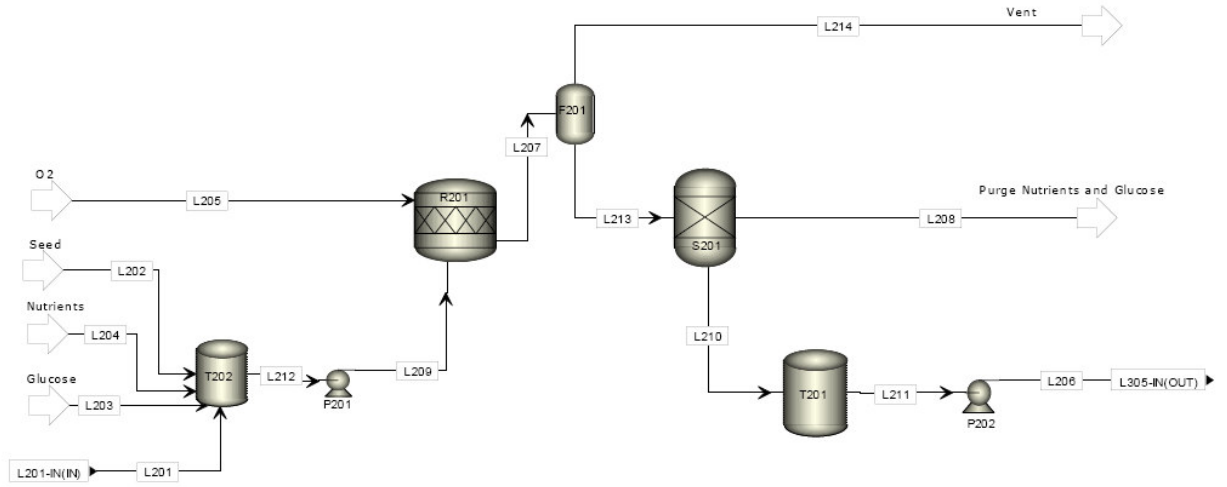 Vent
L214
F201
L207
O2
L205
R201
Purge Nutrients and Glucose
L213
L208
S201
Seed
L202
Nutrients
L204
L210
T202
L212
L209
P201
Glucose
L203
T201
L211
L206
L305-IN(OUT)
P202
L201-IN(IN)
L201